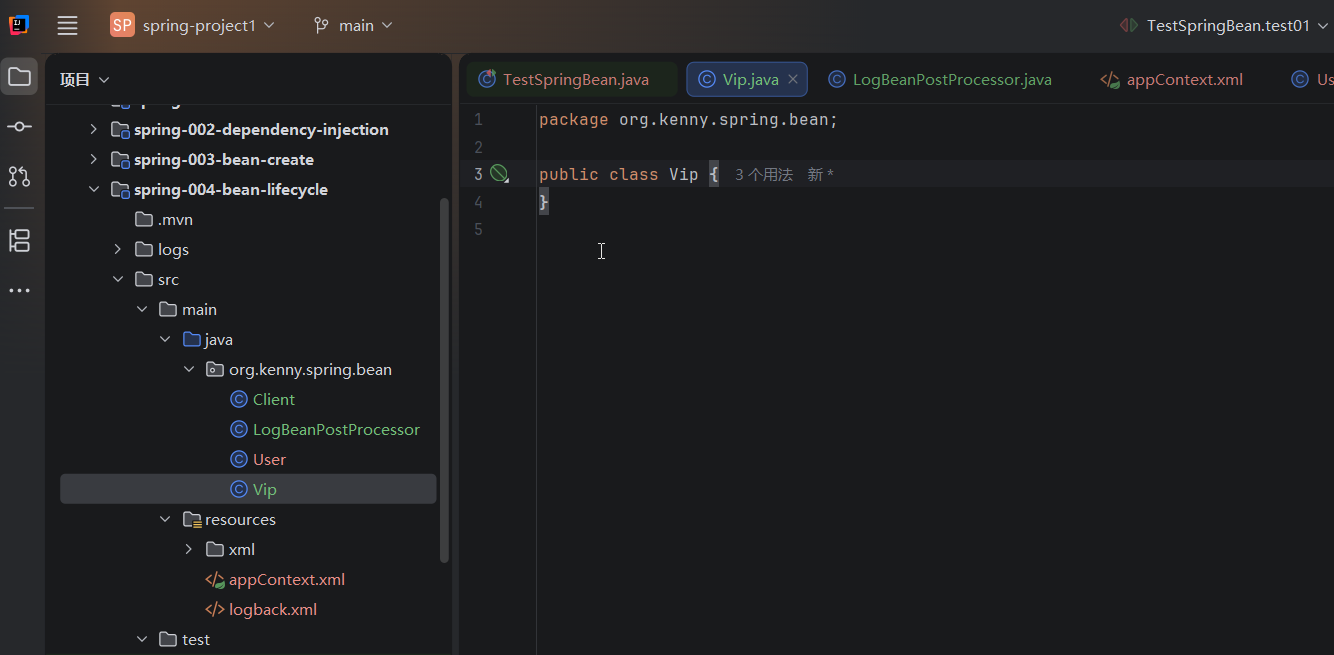 SP spring-project1 main TestSpringBean.test01
项目
TestSpringBean.java Vip.java LogBeanPostProcessor.java appContext.xml Us
spring-002-dependency-injection
spring-003-bean-create
spring-004-bean-lifecycle
.mvn
logs
src
main
java
org.kenny.spring.bean
Client
LogBeanPostProcessor
User
Vip
resources
xml
appContext.xml
logback.xml
test
1 package org.kenny.spring.bean;
2
3 public class Vip { 3 个用法 新 *
4 }
5